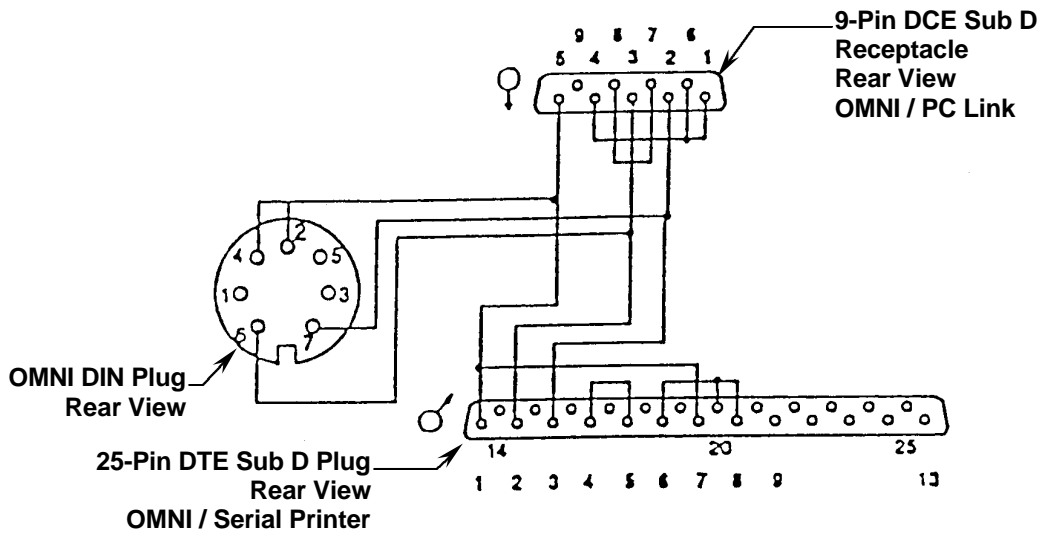 9-Pin DCE Sub D
Receptacle
Rear View
OMNI / PC Link
9 8 7 6
5 4 3 2 1
2
4 5
1 3
6 7
OMNI DIN Plug
Rear View
25-Pin DTE Sub D Plug
Rear View
OMNI / Serial Printer
14 20 25
1 2 3 4 5 6 7 8 9 13